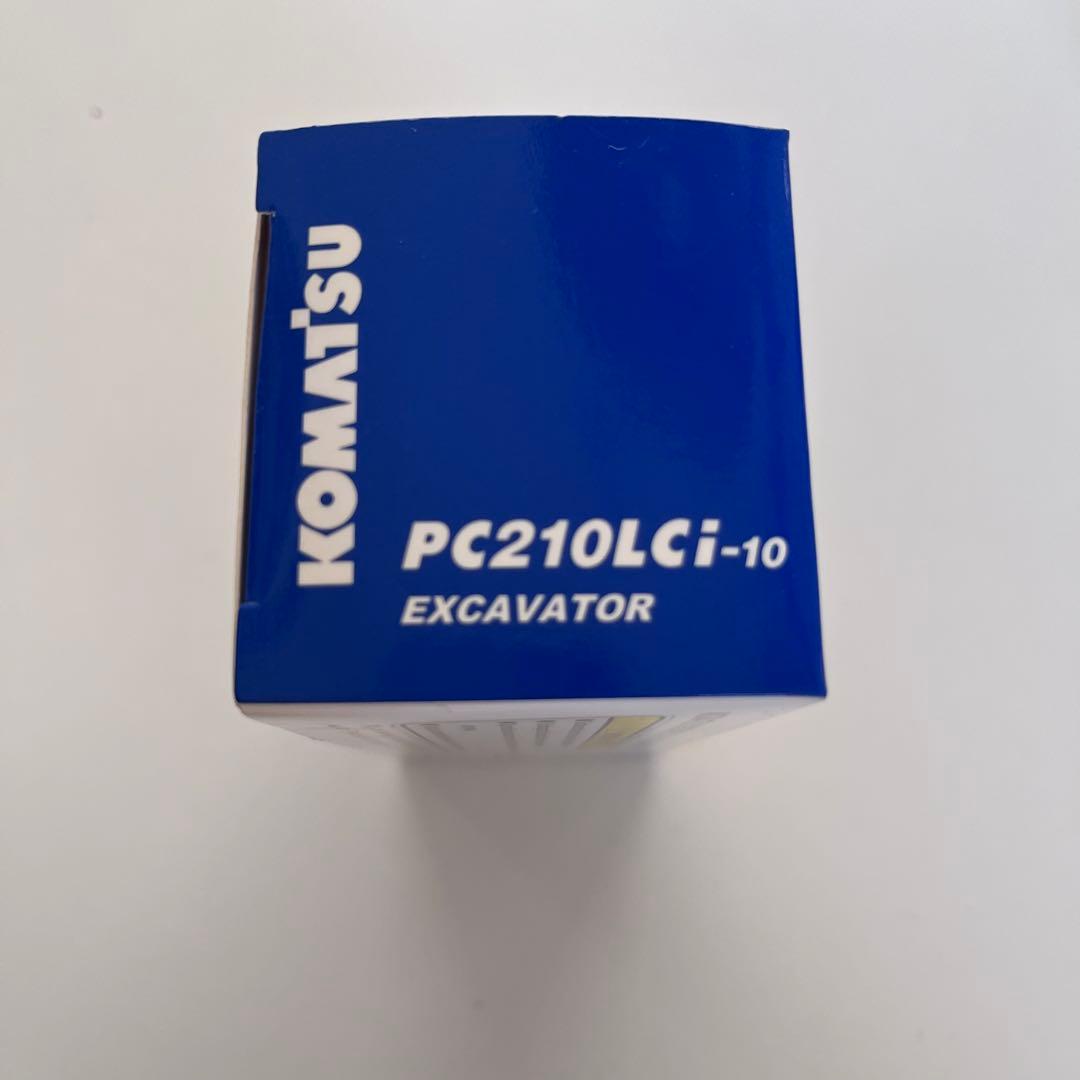 KOMATSU
PC210LCi-10
EXCAVATOR